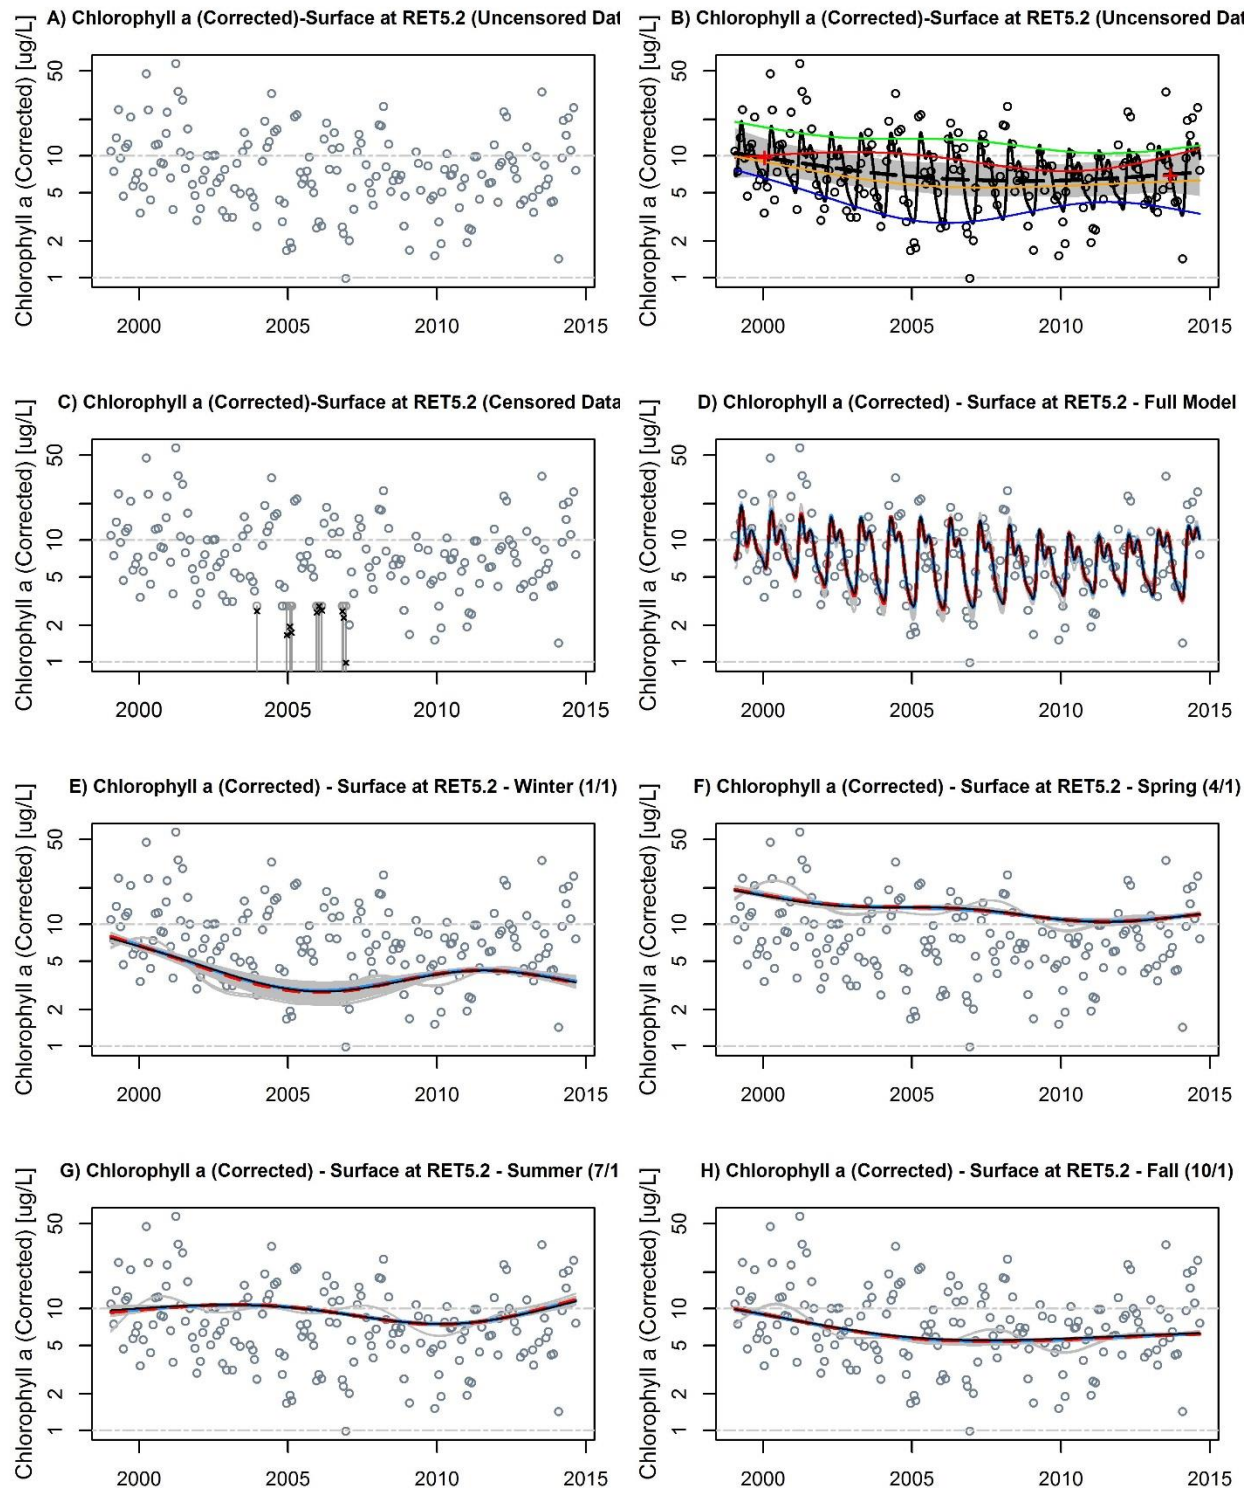 A) Chlorophyll a (Corrected)-Surface at RET5.2 (Uncensored Dat
Chlorophyll a (Corrected) [ug/L]
50
10
5
2
1
2000 2005 2010 2015
B) Chlorophyll a (Corrected)-Surface at RET5.2 (Uncensored Dat
Chlorophyll a (Corrected) [ug/L]
50
10
5
2
1
2000 2005 2010 2015
C) Chlorophyll a (Corrected)-Surface at RET5.2 (Censored Data
Chlorophyll a (Corrected) [ug/L]
50
10
5
2
1
2000 2005 2010 2015
D) Chlorophyll a (Corrected) - Surface at RET5.2 - Full Model
Chlorophyll a (Corrected) [ug/L]
50
10
5
2
1
2000 2005 2010 2015
E) Chlorophyll a (Corrected) - Surface at RET5.2 - Winter (1/1)
Chlorophyll a (Corrected) [ug/L]
50
10
5
2
1
2000 2005 2010 2015
F) Chlorophyll a (Corrected) - Surface at RET5.2 - Spring (4/1)
Chlorophyll a (Corrected) [ug/L]
50
10
5
2
1
2000 2005 2010 2015
G) Chlorophyll a (Corrected) - Surface at RET5.2 - Summer (7/1
Chlorophyll a (Corrected) [ug/L]
50
10
5
2
1
2000 2005 2010 2015
H) Chlorophyll a (Corrected) - Surface at RET5.2 - Fall (10/1)
Chlorophyll a (Corrected) [ug/L]
50
10
5
2
1
2000 2005 2010 2015